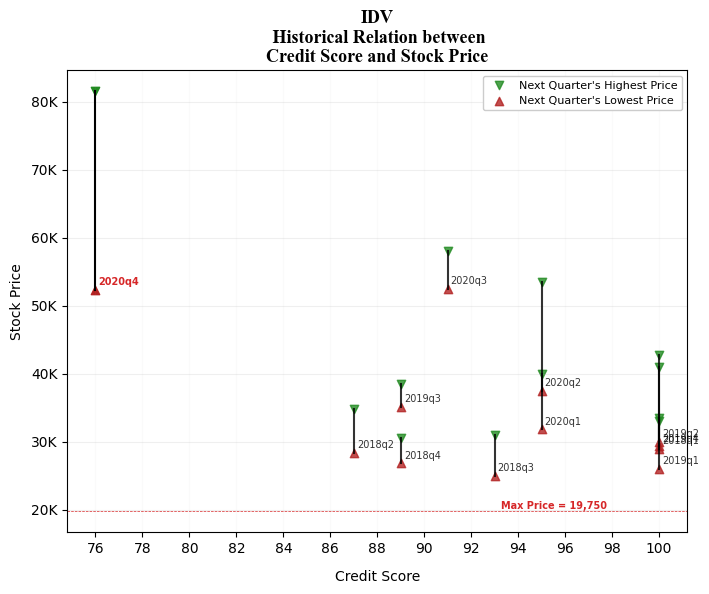 IDV
Historical Relation between
Credit Score and Stock Price
Next Quarter's Highest Price
Next Quarter's Lowest Price
80K
70K
60K
50K
40K
30K
20K
Stock Price
2020q4
2020q3
2020q2
2019q3
2020q1
2018q2
2018q4
2018q3
2019q2
2018q1
2019q1
Max Price = 19,750
76 78 80 82 84 86 88 90 92 94 96 98 100
Credit Score